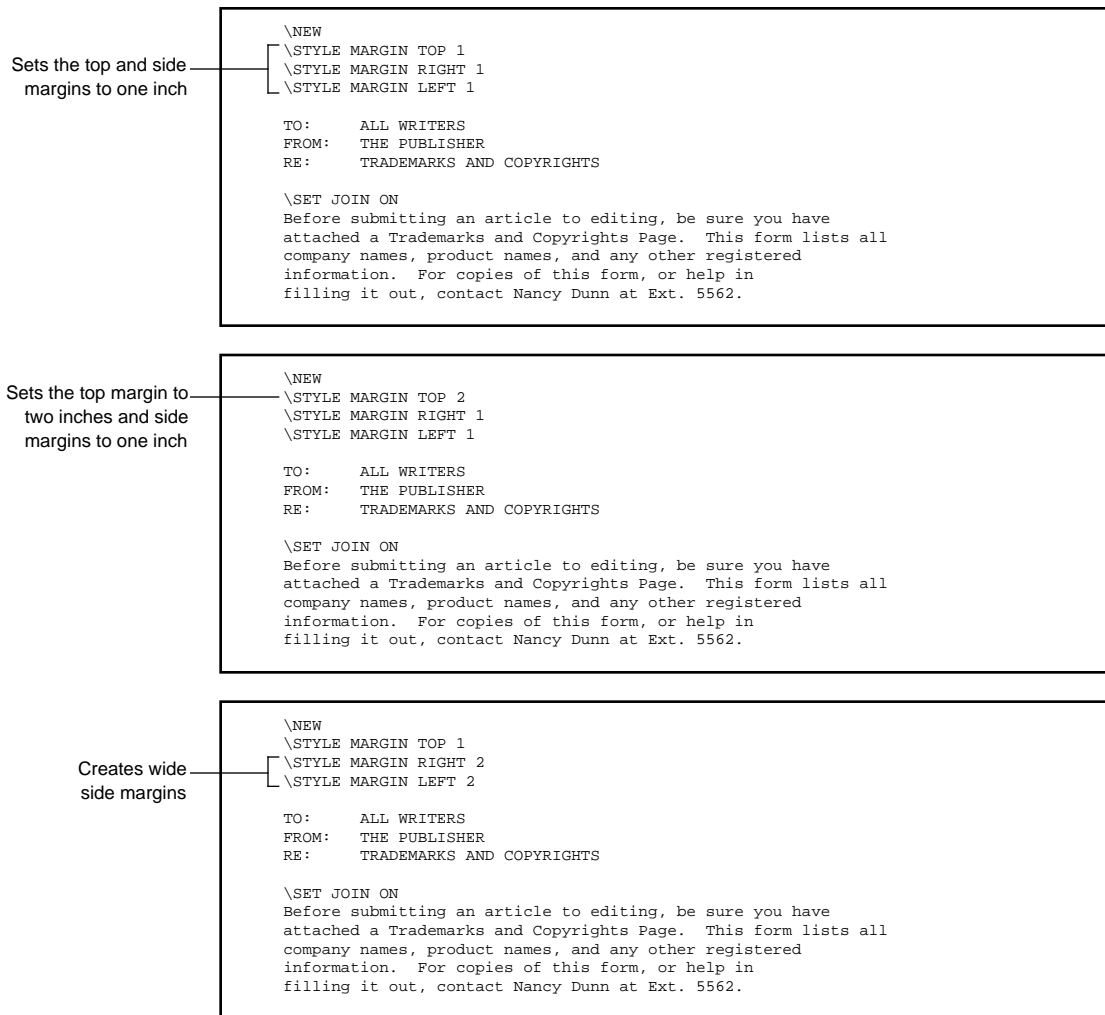 Sets the top and side
margins to one inch
\NEW
\STYLE MARGIN TOP 1
\STYLE MARGIN RIGHT 1
\STYLE MARGIN LEFT 1
TO:     ALL WRITERS
FROM:   THE PUBLISHER
RE:     TRADEMARKS AND COPYRIGHTS
\SET JOIN ON
Before submitting an article to editing, be sure you have
attached a Trademarks and Copyrights Page.  This form lists all
company names, product names, and any other registered
information.  For copies of this form, or help in
filling it out, contact Nancy Dunn at Ext. 5562.
Sets the top margin to
two inches and side
margins to one inch
\NEW
\STYLE MARGIN TOP 2
\STYLE MARGIN RIGHT 1
\STYLE MARGIN LEFT 1
TO:     ALL WRITERS
FROM:   THE PUBLISHER
RE:     TRADEMARKS AND COPYRIGHTS
\SET JOIN ON
Before submitting an article to editing, be sure you have
attached a Trademarks and Copyrights Page.  This form lists all
company names, product names, and any other registered
information.  For copies of this form, or help in
filling it out, contact Nancy Dunn at Ext. 5562.
Creates wide
side margins
\NEW
\STYLE MARGIN TOP 1
\STYLE MARGIN RIGHT 2
\STYLE MARGIN LEFT 2
TO:     ALL WRITERS
FROM:   THE PUBLISHER
RE:     TRADEMARKS AND COPYRIGHTS
\SET JOIN ON
Before submitting an article to editing, be sure you have
attached a Trademarks and Copyrights Page.  This form lists all
company names, product names, and any other registered
information.  For copies of this form, or help in
filling it out, contact Nancy Dunn at Ext. 5562.